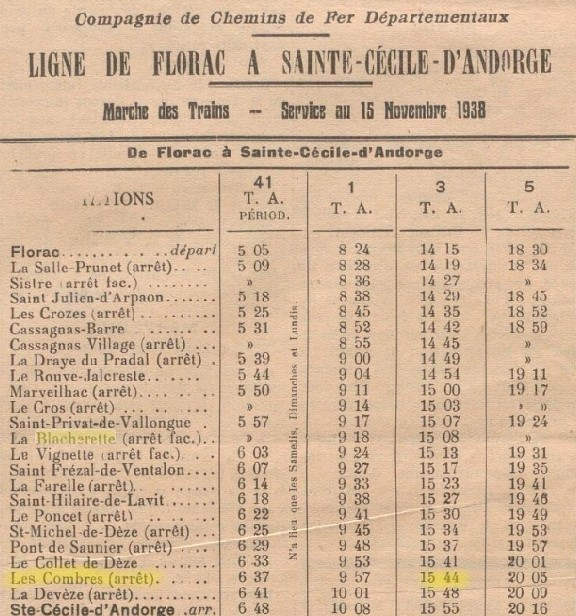 Compagnie de Chemins de Fer Départementaux
LIGNE DE FLORAC A SAINTE-CÉCILE-D'ANDORGE
Marche des Trains — Service au 15 Novembre 1938
De Florac à Sainte-Cécile-d'Andorge
41 1 3 5
TIONS T. A. T. A. T. A. T. A.
PÉRIOD.
Florac départ 5 05 8 24 14 15 18 30
La Salle-Prunet (arrêt) 5 09 8 28 14 19 18 34
Sistre (arrêt fac.) » 8 36 14 27 »
Saint Julien-d'Arpaon 5 18 8 38 14 29 18 45
Les Crozes (arrêt) 5 25 8 45 14 35 18 52
Cassagnas-Barre 5 31 8 52 14 42 18 59
Cassagnas Village (arrêt) » 8 55 14 45 »
La Draye du Pradal (arrêt) 5 39 9 00 14 49 »
Le Rouve-Jalcreste 5 44 9 04 14 54 19 11
Marveilhac (arrêt) 5 50 9 11 15 00 19 17
Le Cros (arrêt) » 9 14 15 03 » »
Saint-Privat-de-Vallongue 5 57 9 17 15 07 19 24
La Blacherette (arrêt fac.) » 9 18 15 08 »
Le Vignette (arrêt fac.) 6 03 9 24 15 13 19 31
Saint Frézal-de-Ventalon 6 07 9 27 15 17 19 35
La Farelle (arrêt) 6 14 9 33 15 23 19 41
Saint-Hilaire-de-Lavit 6 18 9 38 15 27 19 46
Le Poncet (arrêt) 6 22 9 41 15 30 19 49
St-Michel-de-Dèze (arrêt) 6 25 9 45 15 34 19 53
Pont de Saunier (arrêt) 6 29 9 48 15 37 19 57
Le Collet de Dèze 6 33 9 53 15 41 20 01
Les Combres (arrêt) 6 37 9 57 15 44 20 05
La Devèze (arrêt) 6 41 10 01 15 48 20 09
Ste-Cécile-d'Andorge arr. 6 48 10 08 15 55 20 16
N'a lieu que les Samedis, Dimanches et Lundis.